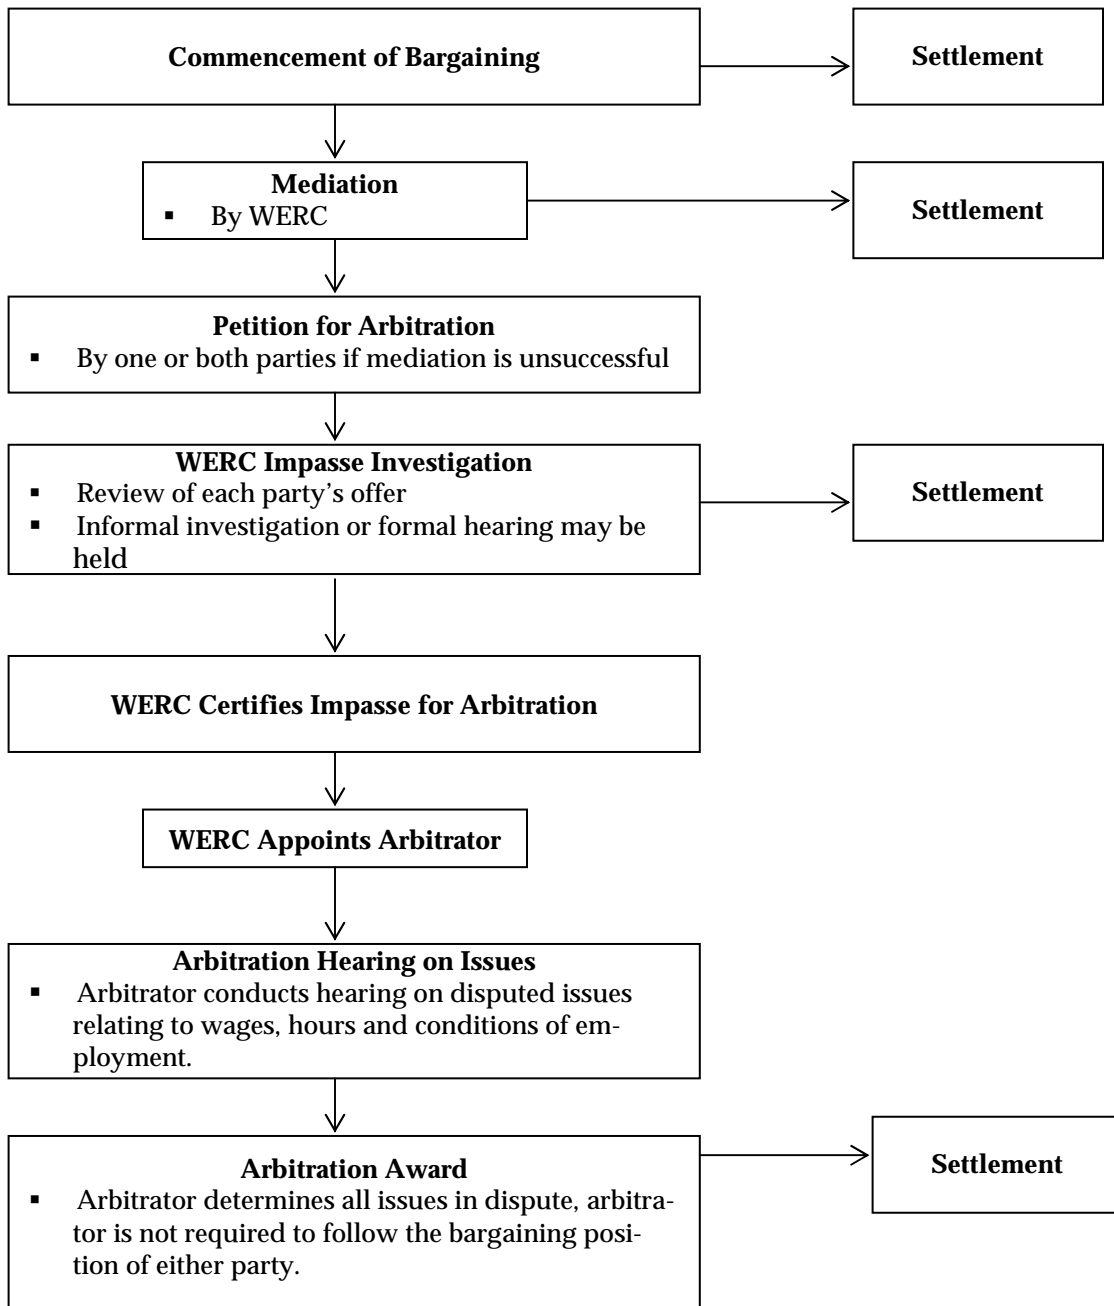 Commencement of Bargaining
Settlement
Mediation
▪ By WERC
Settlement
Petition for Arbitration
▪ By one or both parties if mediation is unsuccessful
WERC Impasse Investigation
▪ Review of each party’s offer
▪ Informal investigation or formal hearing may be
held
Settlement
WERC Certifies Impasse for Arbitration
WERC Appoints Arbitrator
Arbitration Hearing on Issues
▪ Arbitrator conducts hearing on disputed issues
relating to wages, hours and conditions of em-
ployment.
Arbitration Award
▪ Arbitrator determines all issues in dispute, arbitra-
tor is not required to follow the bargaining posi-
tion of either party.
Settlement